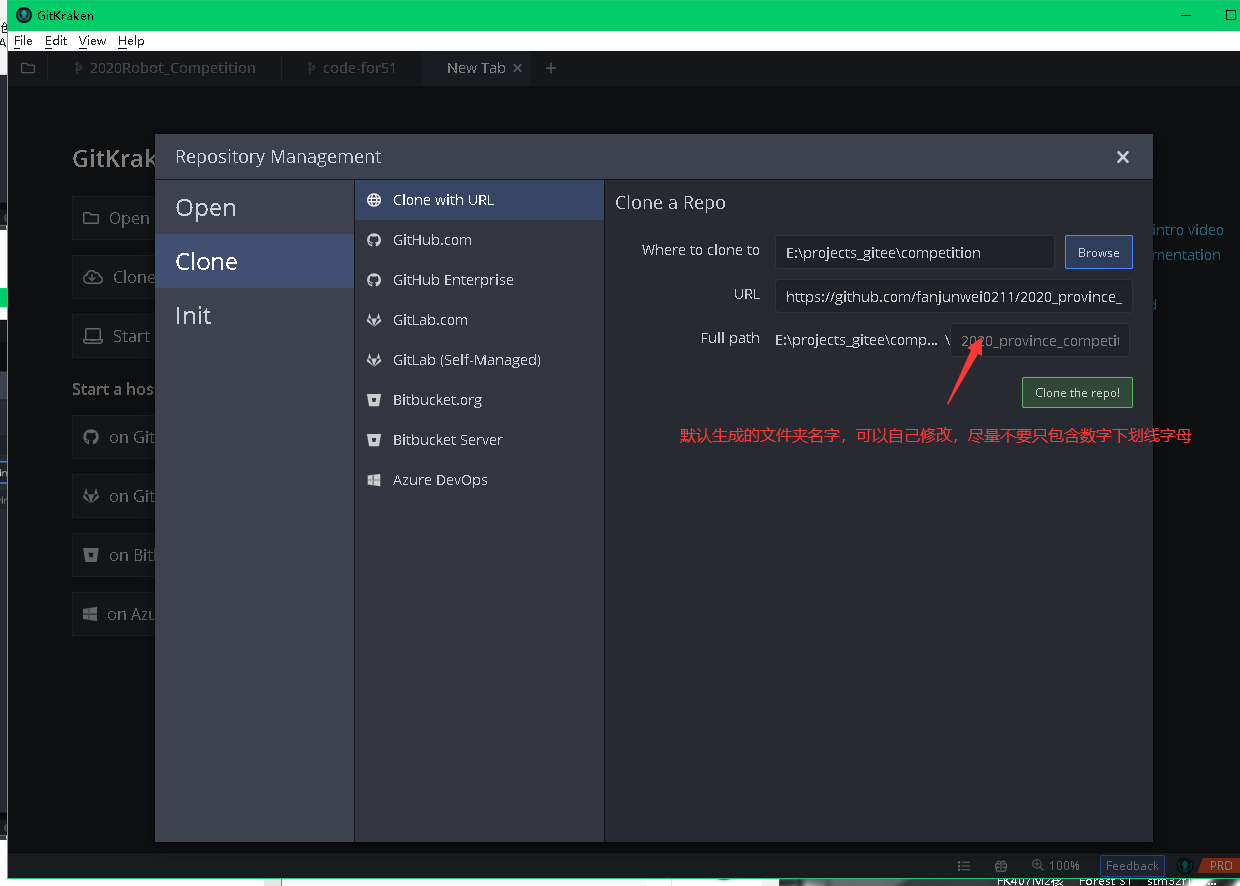 GitKraken
File Edit View Help
2020Robot_Competition
code-for51
New Tab
GitKrak
Open
Clone
Start
Start a hos
on Git
on Git
on Bit
on Azu
Repository Management
Open
Clone
Init
Clone with URL
GitHub.com
GitHub Enterprise
GitLab.com
GitLab (Self-Managed)
Bitbucket.org
Bitbucket Server
Azure DevOps
Clone a Repo
Where to clone to
E:\projects_gitee\competition
Browse
URL
https://github.com/fanjunwei0211/2020_province_
Full path
E:\projects_gitee\comp... \
2020_province_competit
Clone the repo!
默认生成的文件夹名字，可以自己修改，尽量不要只包含数字下划线字母
intro video
mentation
100%
Feedback
PRO